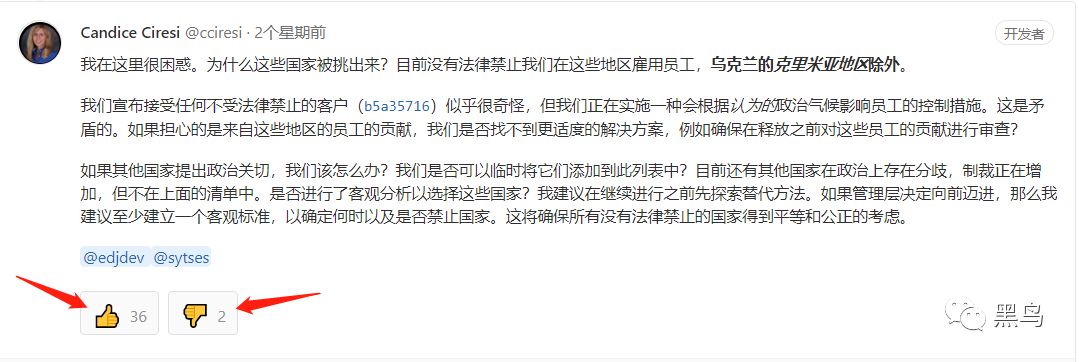 Candice Ciresi @cciresi · 2个星期前
开发者
我在这里很困惑。为什么这些国家被挑出来？目前没有法律禁止我们在这些地区雇用员工，乌克兰的克里米亚地区除外。
我们宣布接受任何不受法律禁止的客户（b5a35716）似乎很奇怪，但我们正在实施一种会根据认为的政治气候影响员工的控制措施。这是矛
盾的。如果担心的是来自这些地区的员工的贡献，我们是否找不到更适度的解决方案，例如确保在释放之前对这些员工的贡献进行审查？
如果其他国家提出政治关切，我们该怎么办？我们是否可以临时将它们添加到此列表中？目前还有其他国家在政治上存在分歧，制裁正在增
加，但不在上面的清单中。是否进行了客观分析以选择这些国家？我建议在继续进行之前先探索替代方法。如果管理层决定向前迈进，那么我
建议至少建立一个客观标准，以确定何时以及是否禁止国家。这将确保所有没有法律禁止的国家得到平等和公正的考虑。
@edjdev @sytses
36 2
黑鸟